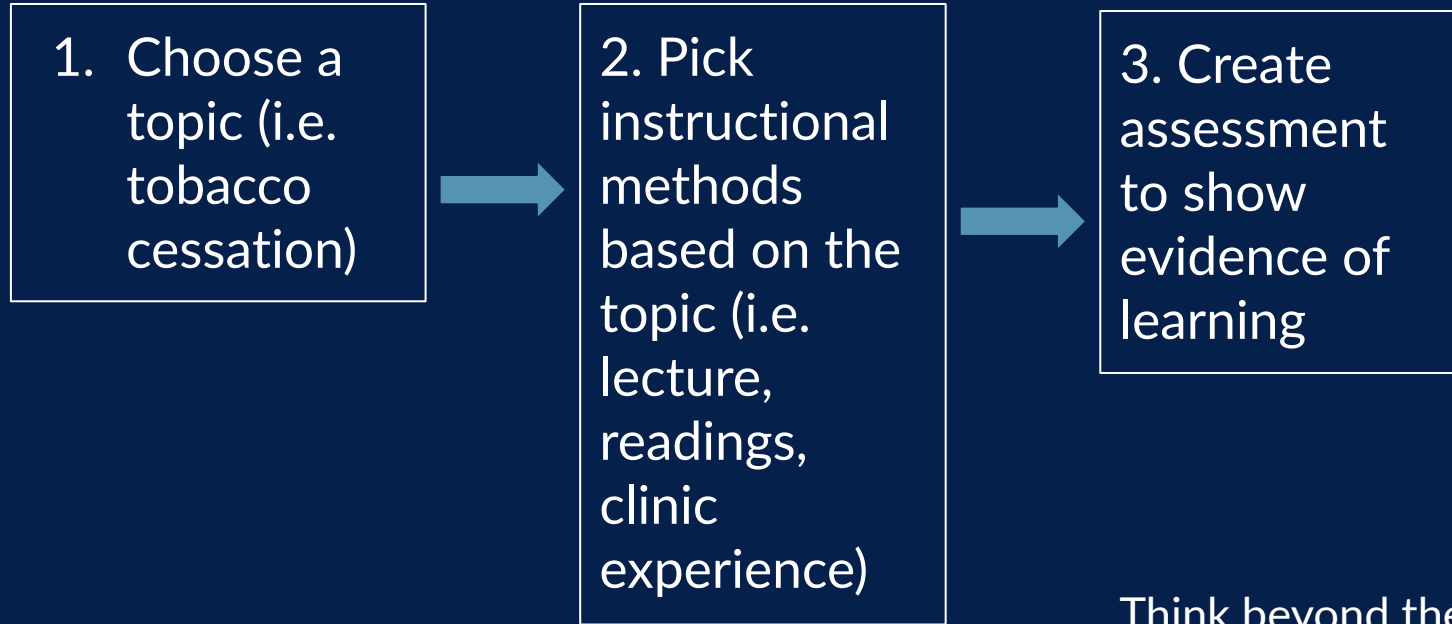 1. Choose a
topic (i.e.
tobacco
cessation)
2. Pick
instructional
methods
based on the
topic (i.e.
lecture,
readings,
clinic
experience)
3. Create
assessment
to show
evidence of
learning
Think beyond the